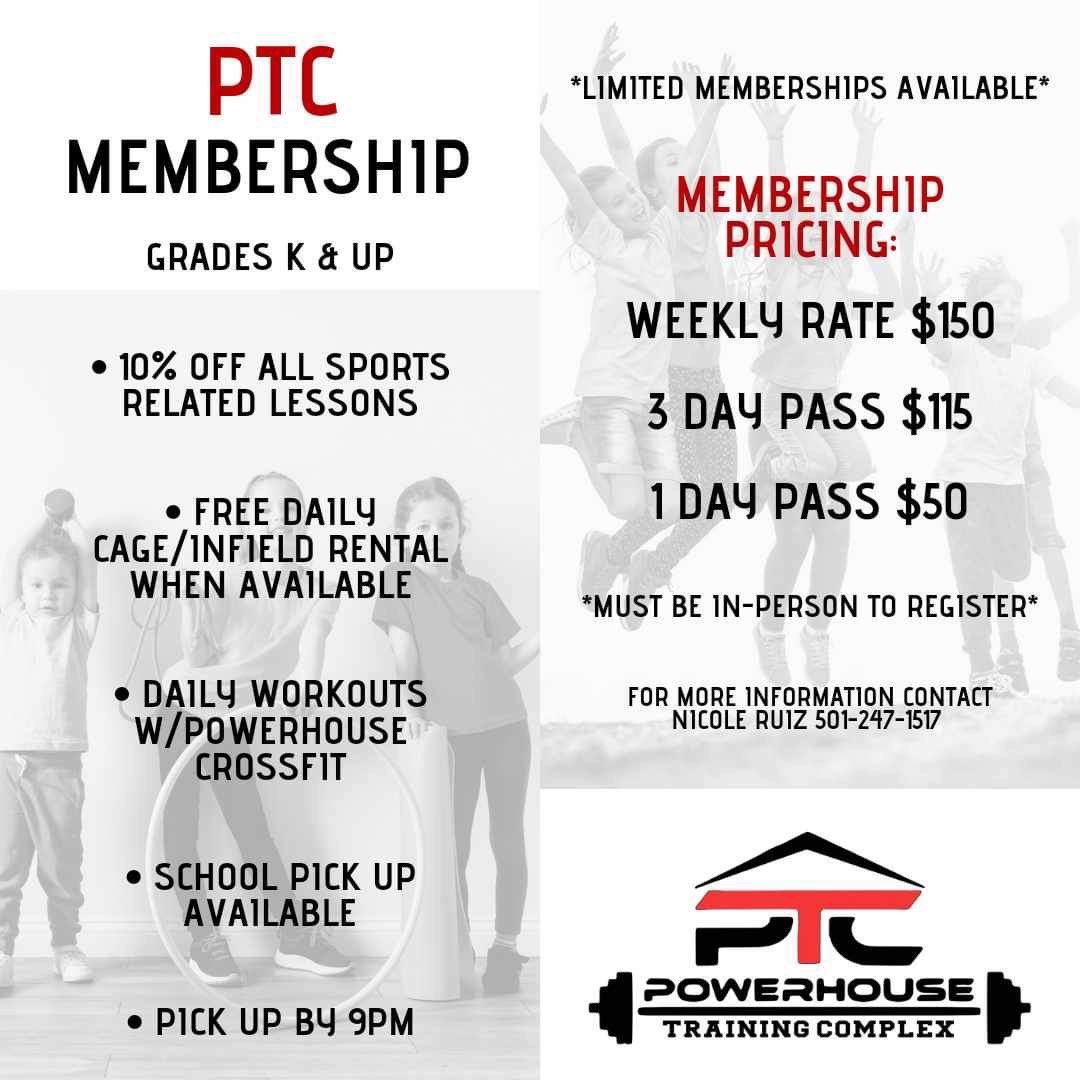 PTC
MEMBERSHIP
GRADES K & UP
• 10% OFF ALL SPORTS
RELATED LESSONS
• FREE DAILY
CAGE/INFIELD RENTAL
WHEN AVAILABLE
• DAILY WORKOUTS
W/POWERHOUSE
CROSSFIT
• SCHOOL PICK UP
AVAILABLE
• PICK UP BY 9PM
*LIMITED MEMBERSHIPS AVAILABLE*
MEMBERSHIP
PRICING:
WEEKLY RATE $150
3 DAY PASS $115
1 DAY PASS $50
*MUST BE IN-PERSON TO REGISTER*
FOR MORE INFORMATION CONTACT
NICOLE RUIZ 501-247-1517
PTC
POWERHOUSE
TRAINING COMPLEX